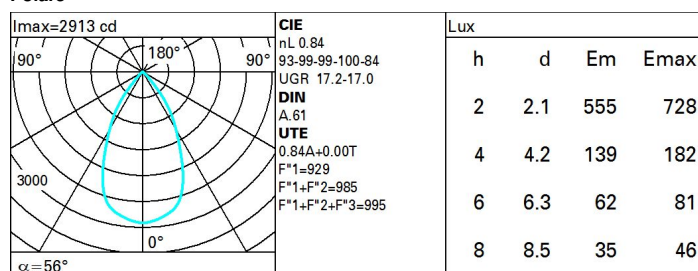 Imax=2913 cd
90° 180° 90°
3000
0°
α=56°
CIE
nL 0.84
93-99-99-100-84
UGR 17.2-17.0
DIN
A.61
UTE
0.84A+0.00T
F"1=929
F"1+F"2=985
F"1+F"2+F"3=995
Lux
h d Em Emax
2 2.1 555 728
4 4.2 139 182
6 6.3 62 81
8 8.5 35 46